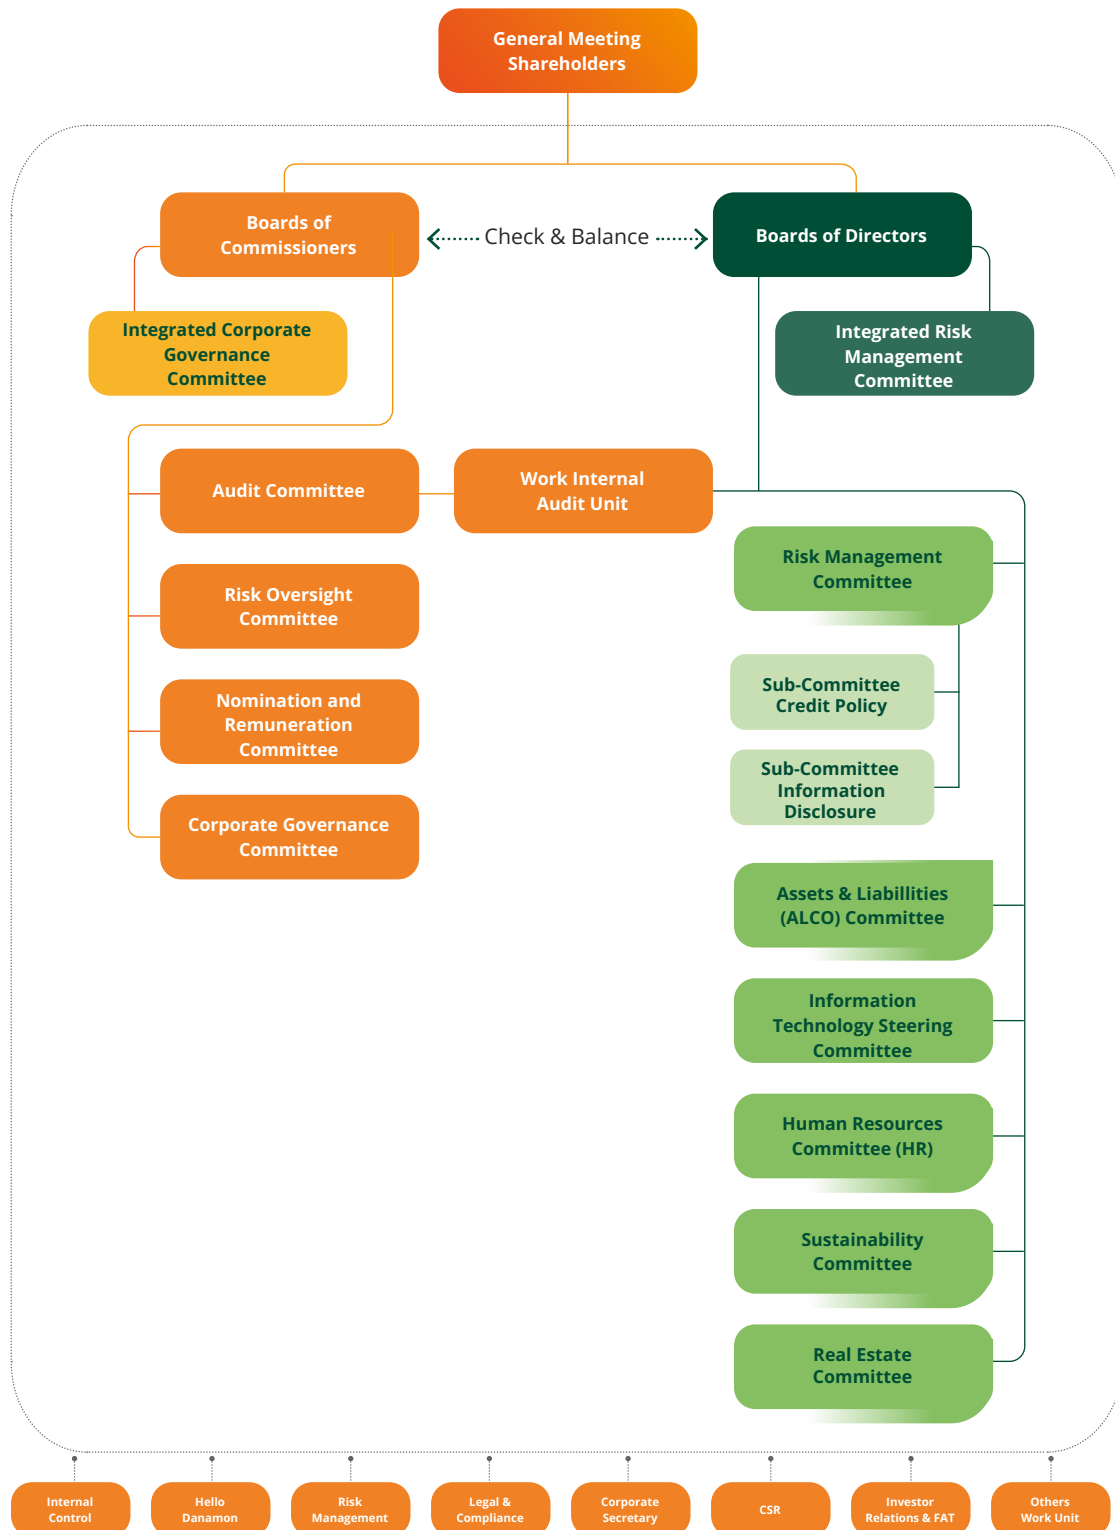 General Meeting
Shareholders
Boards of
Commissioners
Check & Balance
Boards of Directors
Integrated Corporate
Governance
Committee
Integrated Risk
Management
Committee
Audit Committee
Work Internal
Audit Unit
Risk Oversight
Committee
Nomination and
Remuneration
Committee
Corporate Governance
Committee
Risk Management
Committee
Sub-Committee
Credit Policy
Sub-Committee
Information
Disclosure
Assets & Liabillities
(ALCO) Committee
Information
Technology Steering
Committee
Human Resources
Committee (HR)
Sustainability
Committee
Real Estate
Committee
Internal
Control
Hello
Danamon
Risk
Management
Legal &
Compliance
Corporate
Secretary
CSR
Investor
Relations & FAT
Others
Work Unit